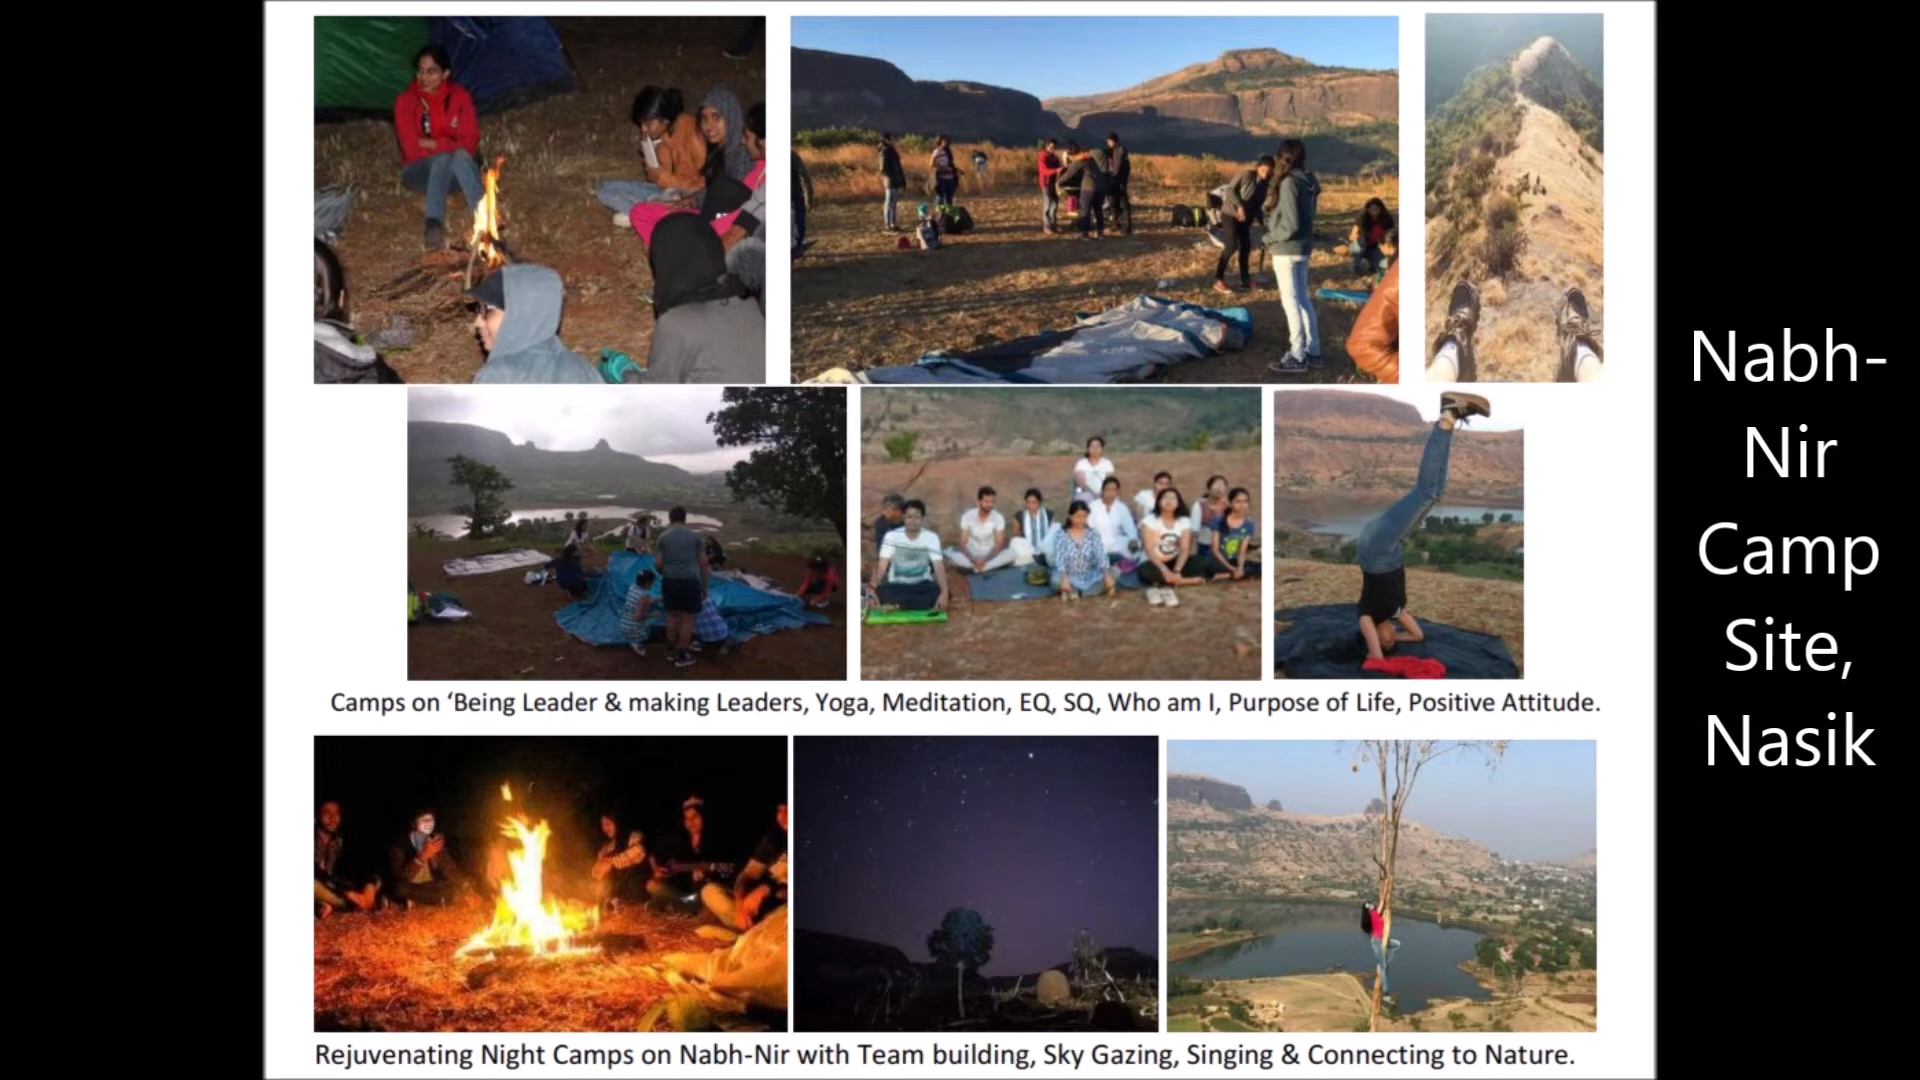 Camps on ‘Being Leader & making Leaders, Yoga, Meditation, EQ, SQ, Who am I, Purpose of Life, Positive Attitude.
Rejuvenating Night Camps on Nabh-Nir with Team building, Sky Gazing, Singing & Connecting to Nature.
Nabh-
Nir
Camp
Site,
Nasik